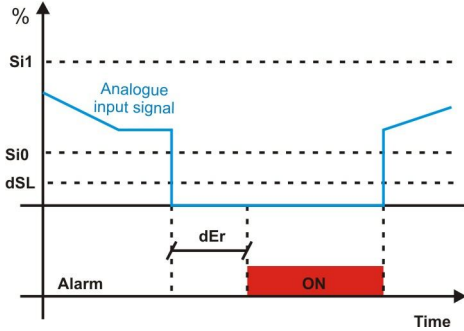 %
Si1
Analogue
input signal
Si0
dSL
dEr
Alarm
ON
Time